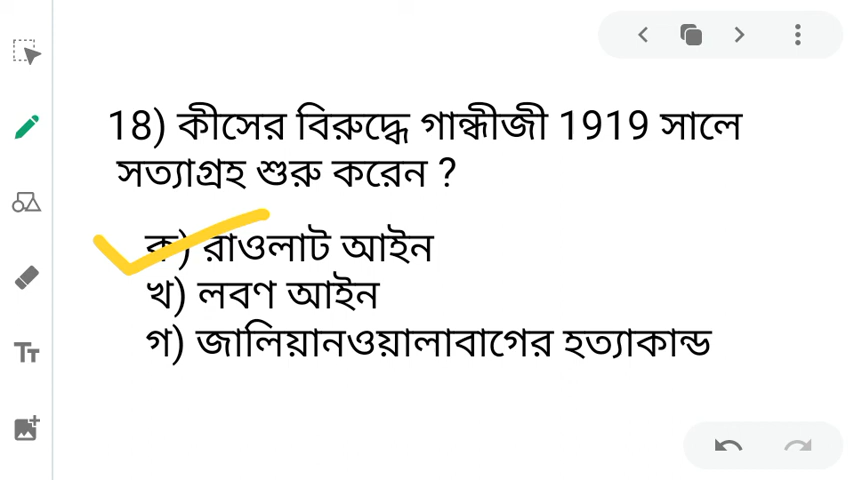 18) কীসের বিরুদ্ধে গান্ধীজী 1919 সালে
সত্যাগ্রহ শুরু করেন ?
ক) রাওলাট আইন
খ) লবণ আইন
গ) জালিয়ানওয়ালাবাগের হত্যাকান্ড